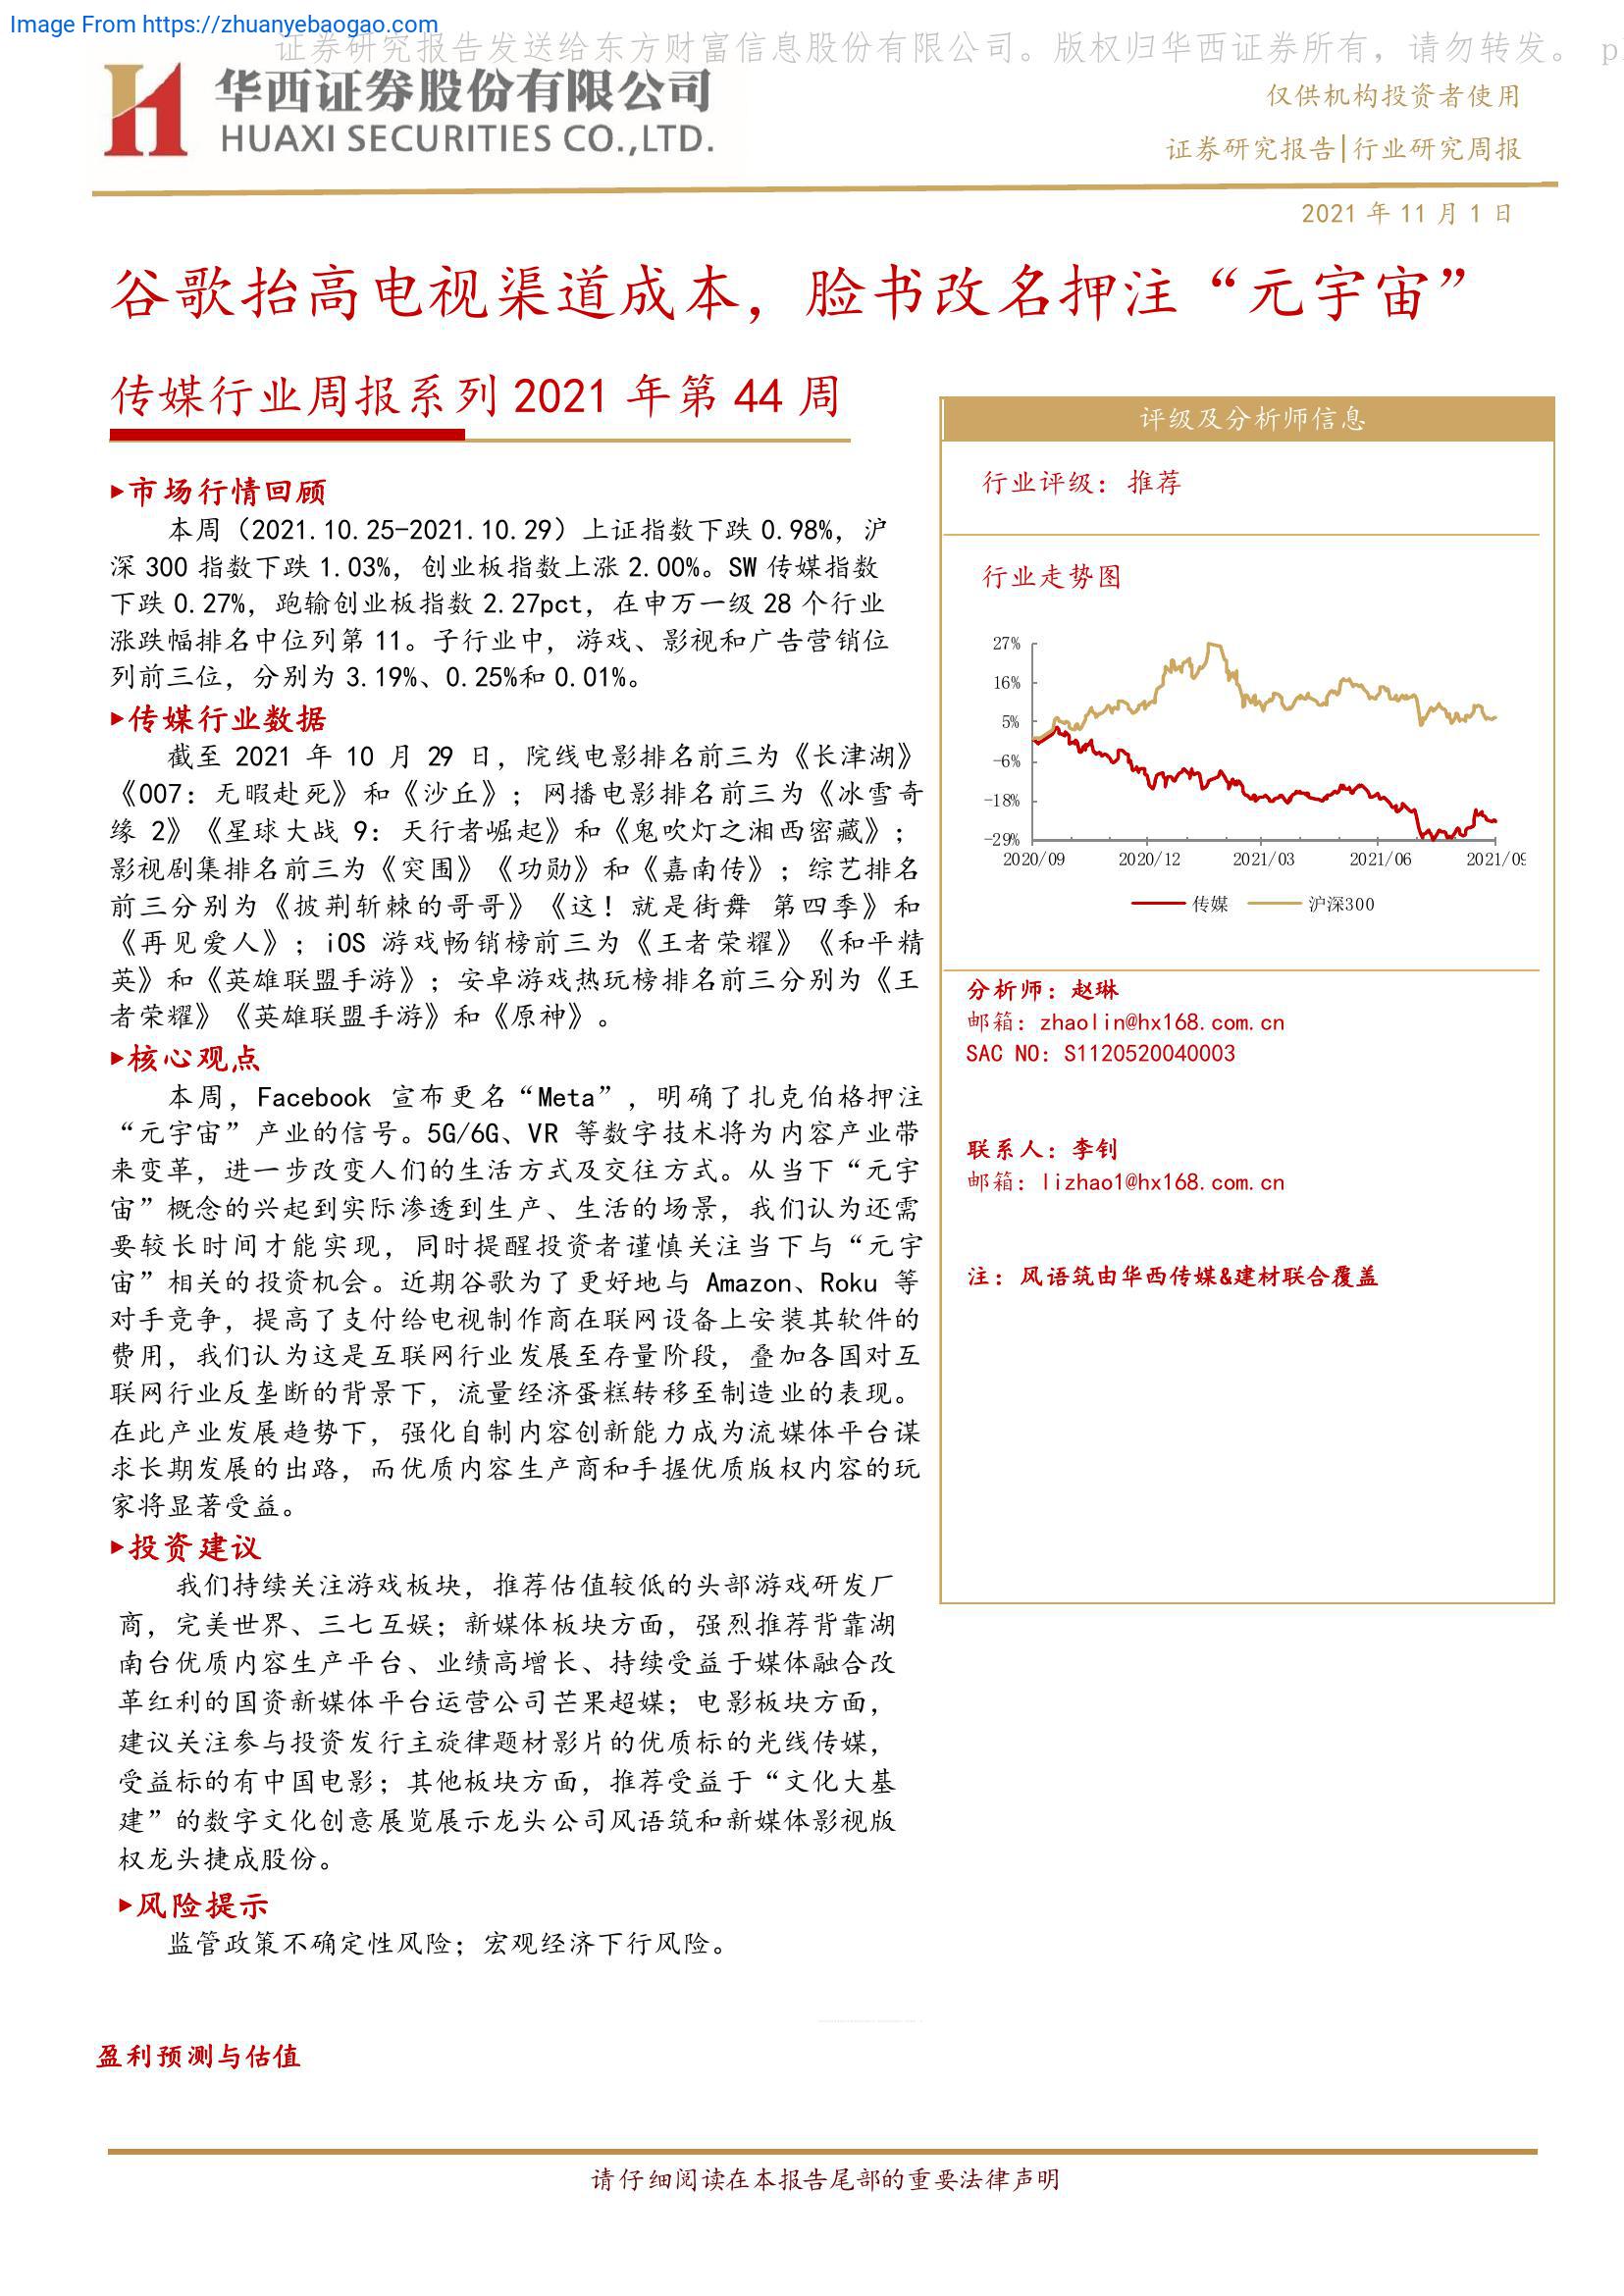 Image From https://zhuanyebaogao.com
证券研究报告发送给东方财富信息股份有限公司。版权归华西证券所有，请勿转发。 p
华西证券股份有限公司
HUAXI SECURITIES CO.,LTD.
仅供机构投资者使用
证券研究报告|行业研究周报
2021 年 11 月 1 日
谷歌抬高电视渠道成本，脸书改名押注“元宇宙”
传媒行业周报系列 2021 年第 44 周
▸市场行情回顾
本周（2021.10.25-2021.10.29）上证指数下跌 0.98%，沪
深 300 指数下跌 1.03%，创业板指数上涨 2.00%。SW 传媒指数
下跌 0.27%，跑输创业板指数 2.27pct，在申万一级 28 个行业
涨跌幅排名中位列第 11。子行业中，游戏、影视和广告营销位
列前三位，分别为 3.19%、0.25%和 0.01%。
▸传媒行业数据
截至 2021 年 10 月 29 日，院线电影排名前三为《长津湖》
《007：无暇赴死》和《沙丘》；网播电影排名前三为《冰雪奇
缘 2》《星球大战 9：天行者崛起》和《鬼吹灯之湘西密藏》；
影视剧集排名前三为《突围》《功勋》和《嘉南传》；综艺排名
前三分别为《披荆斩棘的哥哥》《这！就是街舞 第四季》和
《再见爱人》；iOS 游戏畅销榜前三为《王者荣耀》《和平精
英》和《英雄联盟手游》；安卓游戏热玩榜排名前三分别为《王
者荣耀》《英雄联盟手游》和《原神》。
▸核心观点
本周，Facebook 宣布更名“Meta”，明确了扎克伯格押注
“元宇宙”产业的信号。5G/6G、VR 等数字技术将为内容产业带
来变革，进一步改变人们的生活方式及交往方式。从当下“元宇
宙”概念的兴起到实际渗透到生产、生活的场景，我们认为还需
要较长时间才能实现，同时提醒投资者谨慎关注当下与“元宇
宙”相关的投资机会。近期谷歌为了更好地与 Amazon、Roku 等
对手竞争，提高了支付给电视制作商在联网设备上安装其软件的
费用，我们认为这是互联网行业发展至存量阶段，叠加各国对互
联网行业反垄断的背景下，流量经济蛋糕转移至制造业的表现。
在此产业发展趋势下，强化自制内容创新能力成为流媒体平台谋
求长期发展的出路，而优质内容生产商和手握优质版权内容的玩
家将显著受益。
▸投资建议
我们持续关注游戏板块，推荐估值较低的头部游戏研发厂
商，完美世界、三七互娱；新媒体板块方面，强烈推荐背靠湖
南台优质内容生产平台、业绩高增长、持续受益于媒体融合改
革红利的国资新媒体平台运营公司芒果超媒；电影板块方面，
建议关注参与投资发行主旋律题材影片的优质标的光线传媒，
受益标的有中国电影；其他板块方面，推荐受益于“文化大基
建”的数字文化创意展览展示龙头公司风语筑和新媒体影视版
权龙头捷成股份。
▸风险提示
监管政策不确定性风险；宏观经济下行风险。
盈利预测与估值
评级及分析师信息
行业评级：推荐
行业走势图
27%
16%
5%
-6%
-18%
-29%
2020/09 2020/12 2021/03 2021/06 2021/09
传媒 沪深300
分析师：赵琳
邮箱：zhaolin@hx168.com.cn
SAC NO：S1120520040003
联系人：李钊
邮箱：lizhao1@hx168.com.cn
注：风语筑由华西传媒&建材联合覆盖
请仔细阅读在本报告尾部的重要法律声明